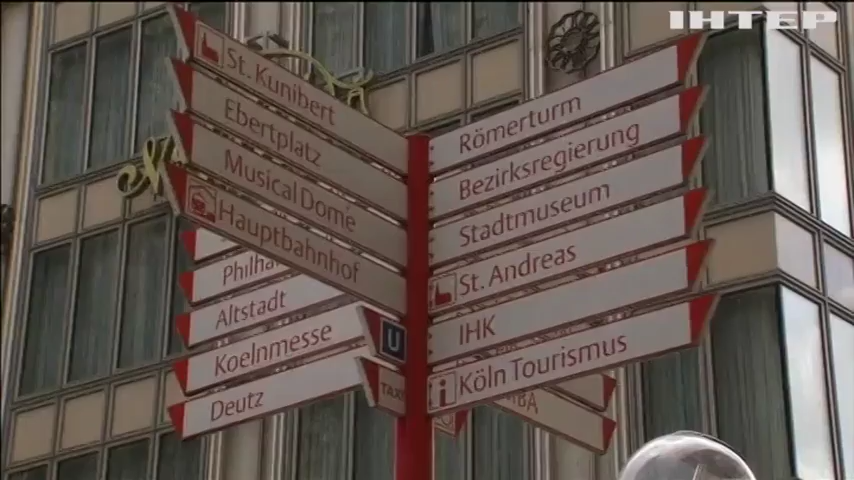 ІНТЕР
St. Kunibert
Ebertplatz
Musical Dome
Hauptbahnhof
Altstadt
Koelnmesse
U
Deutz
TAXI
Römerturm
Bezirksregierung
Stadtmuseum
St. Andreas
IHK
i Köln Tourismus